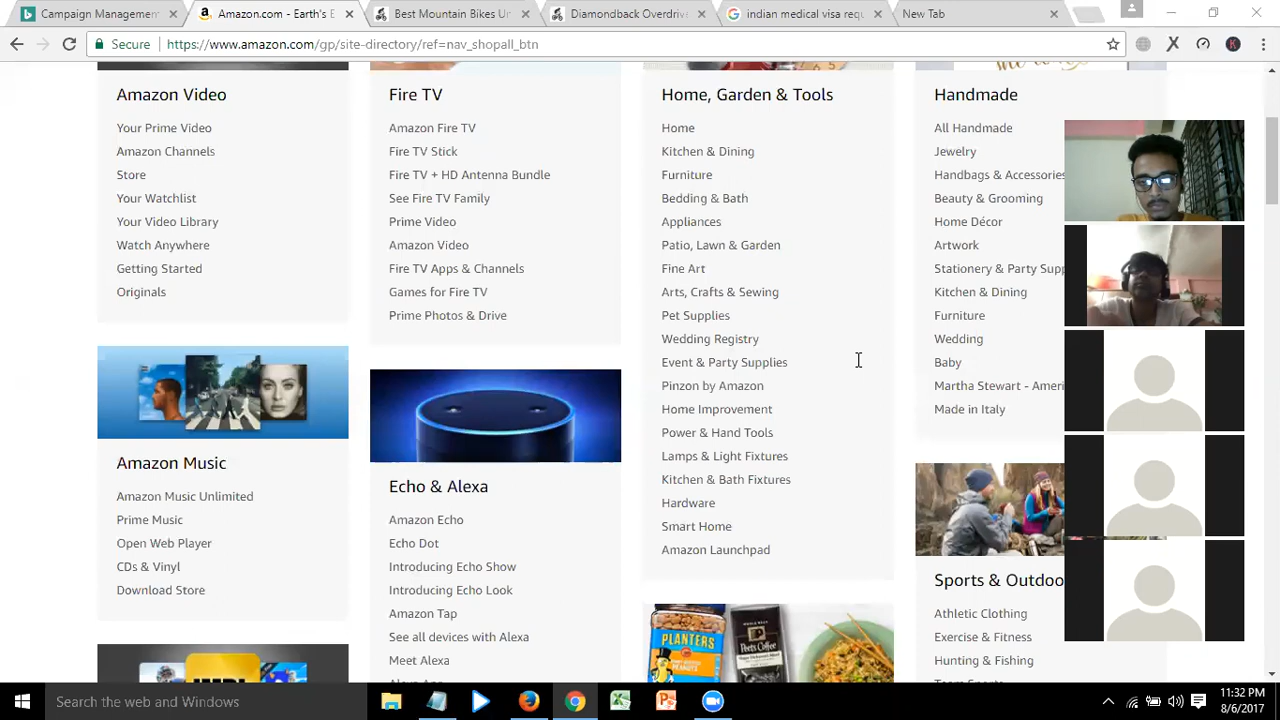 Campaign Management
Amazon.com - Earth's B
Best Mountain Bikes Un
Diamondback Overdriv
indian medical visa requ
New Tab
Secure
https://www.amazon.com/gp/site-directory/ref=nav_shopall_btn
Amazon Video
Your Prime Video
Amazon Channels
Store
Your Watchlist
Your Video Library
Watch Anywhere
Getting Started
Originals
Amazon Music
Amazon Music Unlimited
Prime Music
Open Web Player
CDs & Vinyl
Download Store
Fire TV
Amazon Fire TV
Fire TV Stick
Fire TV + HD Antenna Bundle
See Fire TV Family
Prime Video
Amazon Video
Fire TV Apps & Channels
Games for Fire TV
Prime Photos & Drive
Echo & Alexa
Amazon Echo
Echo Dot
Introducing Echo Show
Introducing Echo Look
Amazon Tap
See all devices with Alexa
Meet Alexa
Home, Garden & Tools
Home
Kitchen & Dining
Furniture
Bedding & Bath
Appliances
Patio, Lawn & Garden
Fine Art
Arts, Crafts & Sewing
Pet Supplies
Wedding Registry
Event & Party Supplies
Pinzon by Amazon
Home Improvement
Power & Hand Tools
Lamps & Light Fixtures
Kitchen & Bath Fixtures
Hardware
Smart Home
Amazon Launchpad
PLANTERS
Peet's Coffee
Handmade
All Handmade
Jewelry
Handbags & Accessories
Beauty & Grooming
Home Décor
Artwork
Stationery & Party Supp
Kitchen & Dining
Furniture
Wedding
Baby
Martha Stewart - Ameri
Made in Italy
Sports & Outdoo
Athletic Clothing
Exercise & Fitness
Hunting & Fishing
Search the web and Windows
11:32 PM
8/6/2017